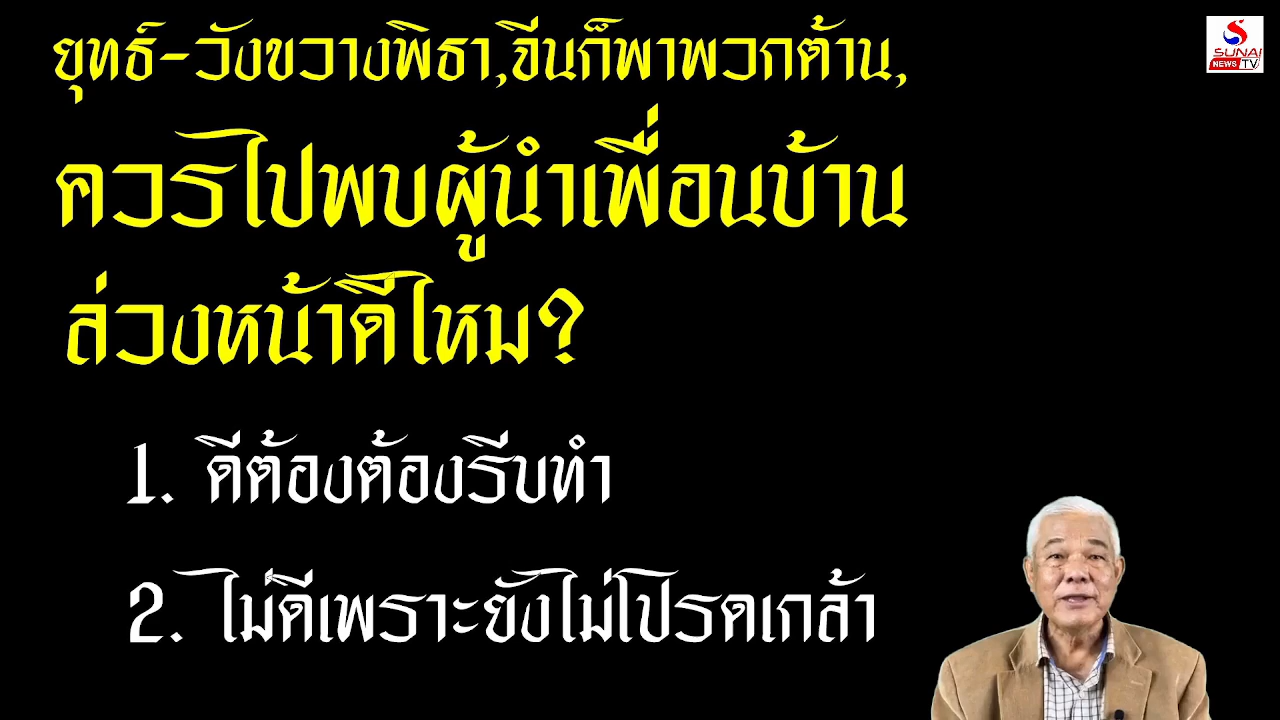 ยุทธ์-วังขวางพิธา,จีนก็พาพวกต้าน,
SUNAI
NEWS TV
ควรไปพบผู้นำเพื่อนบ้าน
ล่วงหน้าดีไหม?
1. ดีต้องต้องรีบทำ
2. ไม่ดีเพราะยังไม่โปรดเกล้า